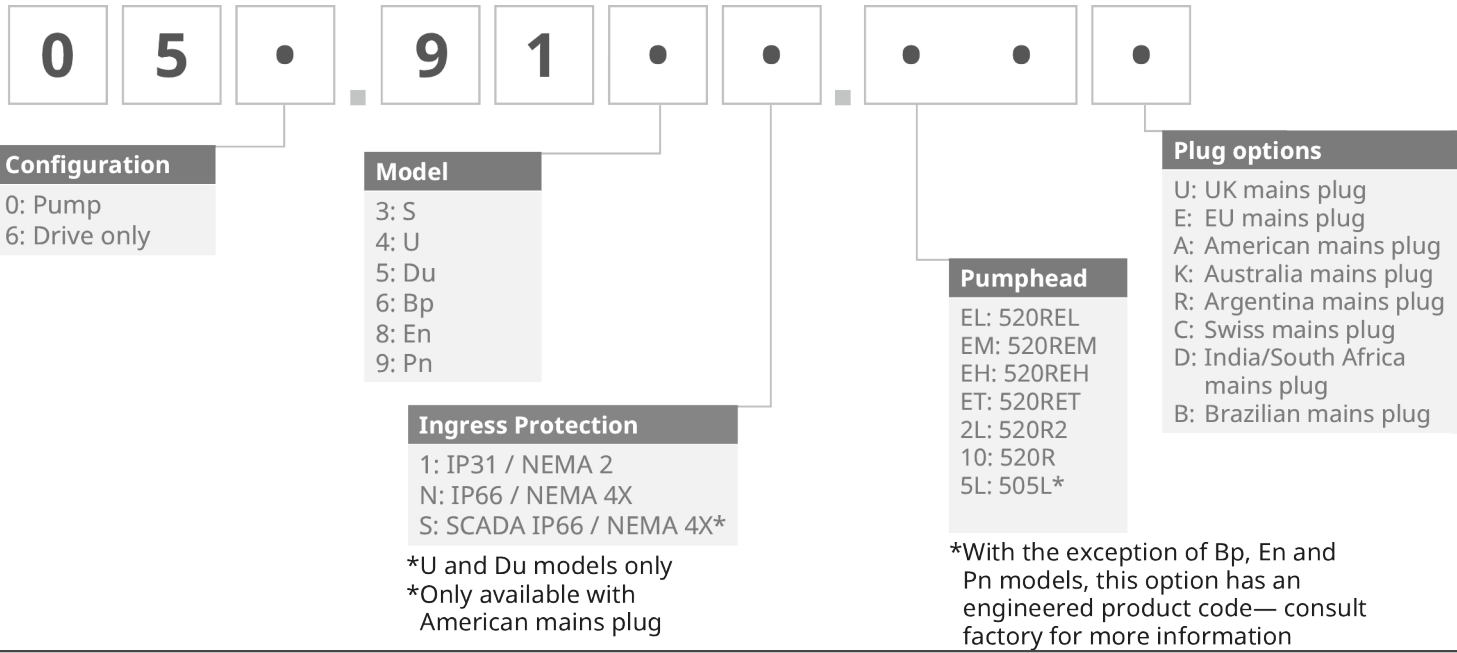 0 5 • . 9 1 • • . • • •
Configuration
0: Pump
6: Drive only
Model
3: S
4: U
5: Du
6: Bp
8: En
9: Pn
Ingress Protection
1: IP31 / NEMA 2
N: IP66 / NEMA 4X
S: SCADA IP66 / NEMA 4X*
*U and Du models only
*Only available with
American mains plug
Pumphead
EL: 520REL
EM: 520REM
EH: 520REH
ET: 520RET
2L: 520R2
10: 520R
5L: 505L*
*With the exception of Bp, En and
Pn models, this option has an
engineered product code— consult
factory for more information
Plug options
U: UK mains plug
E: EU mains plug
A: American mains plug
K: Australia mains plug
R: Argentina mains plug
C: Swiss mains plug
D: India/South Africa
mains plug
B: Brazilian mains plug